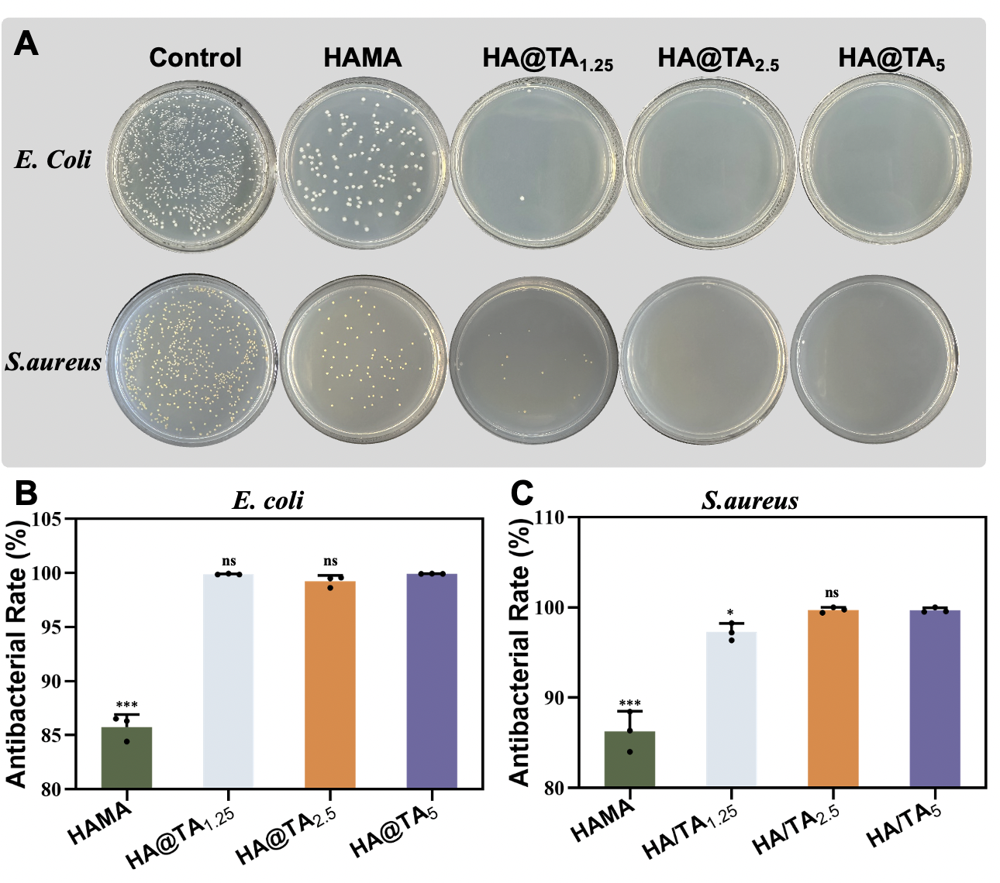 A
Control HAMA HA@TA1.25 HA@TA2.5 HA@TA5
E. Coli
S.aureus
B
E. coli
Antibacterial Rate (%)
105
100
95
90
85
80
***
ns
ns
HAMA
HA@TA1.25
HA@TA2.5
HA@TA5
C
S.aureus
Antibacterial Rate (%)
110
100
90
80
***
*
ns
HAMA
HA/TA1.25
HA/TA2.5
HA/TA5